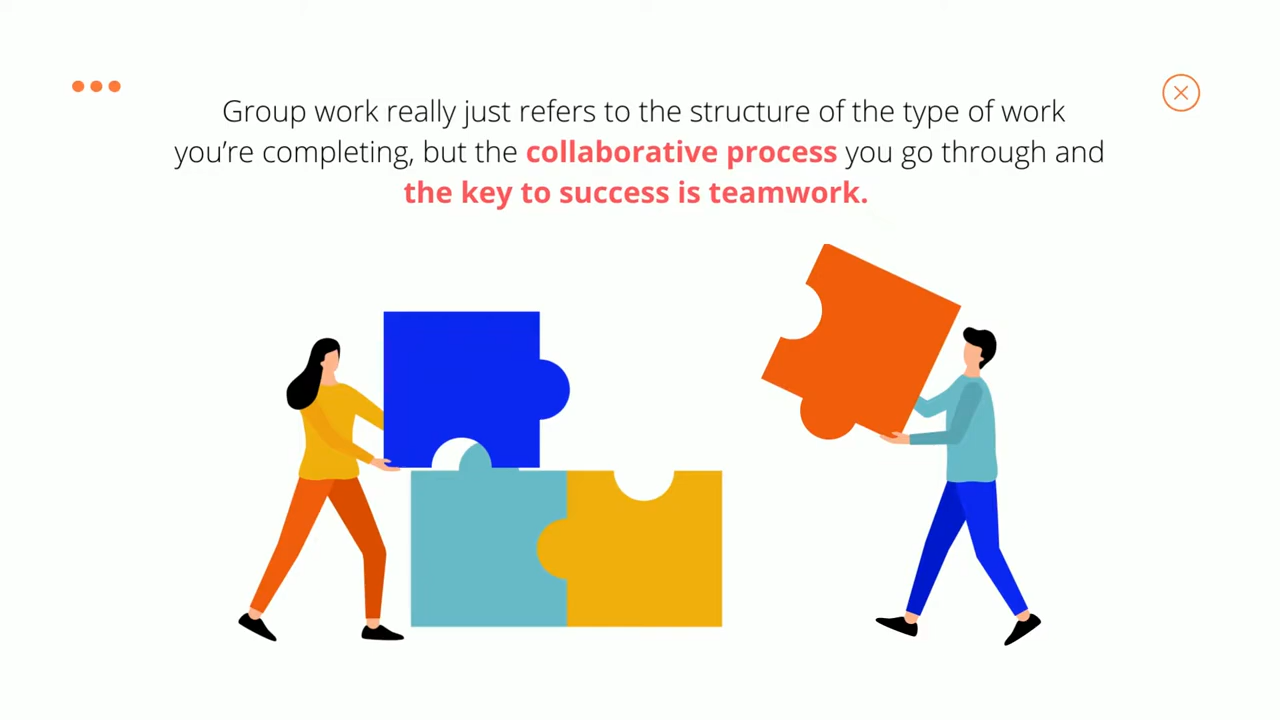 Group work really just refers to the structure of the type of work
you’re completing, but the collaborative process you go through and
the key to success is teamwork.